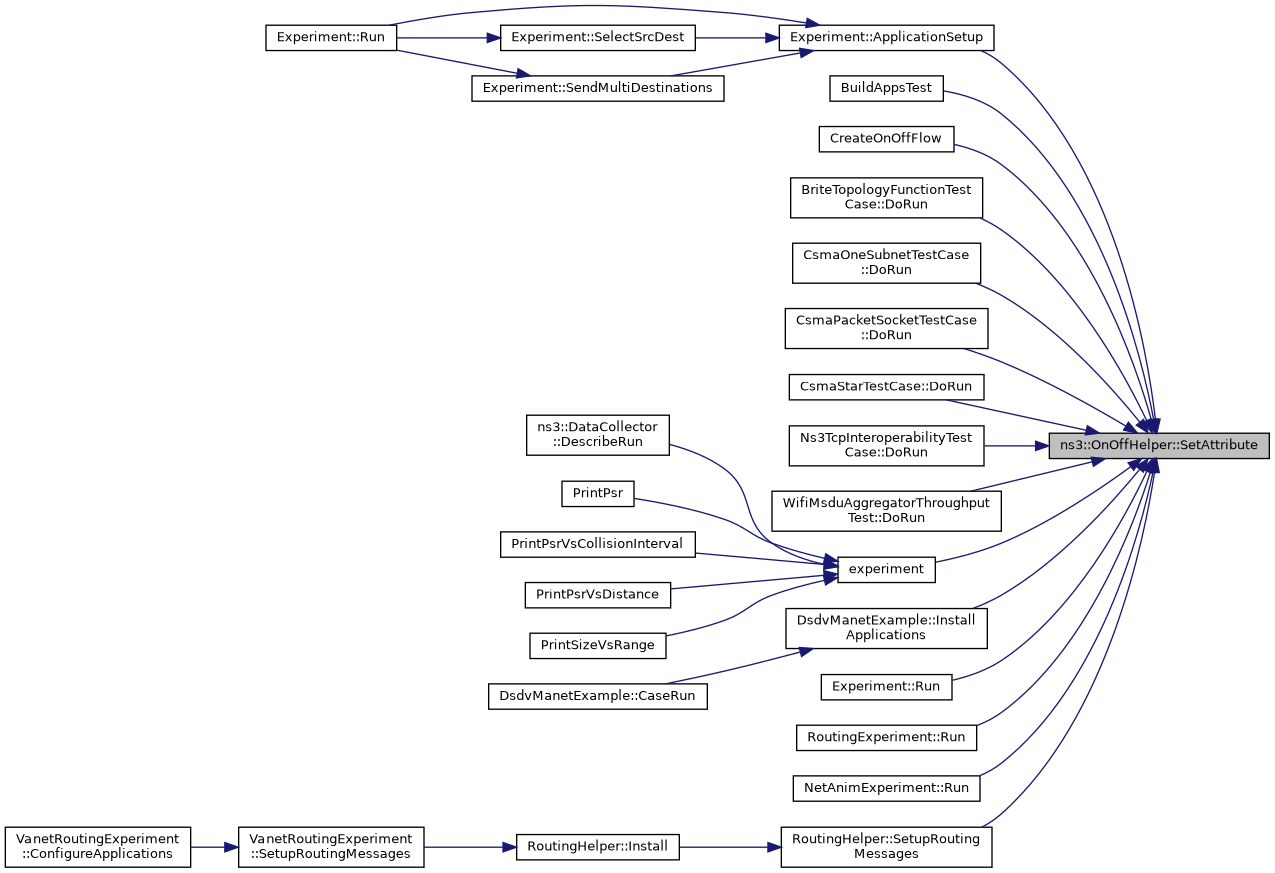 Experiment::Run
Experiment::SelectSrcDest
Experiment::ApplicationSetup
Experiment::SendMultiDestinations
BuildAppsTest
CreateOnOffFlow
BriteTopologyFunctionTest
Case::DoRun
CsmaOneSubnetTestCase
::DoRun
CsmaPacketSocketTestCase
::DoRun
CsmaStarTestCase::DoRun
ns3::DataCollector
::DescribeRun
Ns3TcpInteroperabilityTest
Case::DoRun
ns3::OnOffHelper::SetAttribute
PrintPsr
WifiMsduAggregatorThroughput
Test::DoRun
PrintPsrVsCollisionInterval
experiment
PrintPsrVsDistance
DsdvManetExample::Install
Applications
PrintSizeVsRange
DsdvManetExample::CaseRun
Experiment::Run
RoutingExperiment::Run
NetAnimExperiment::Run
VanetRoutingExperiment
::ConfigureApplications
VanetRoutingExperiment
::SetupRoutingMessages
RoutingHelper::Install
RoutingHelper::SetupRouting
Messages